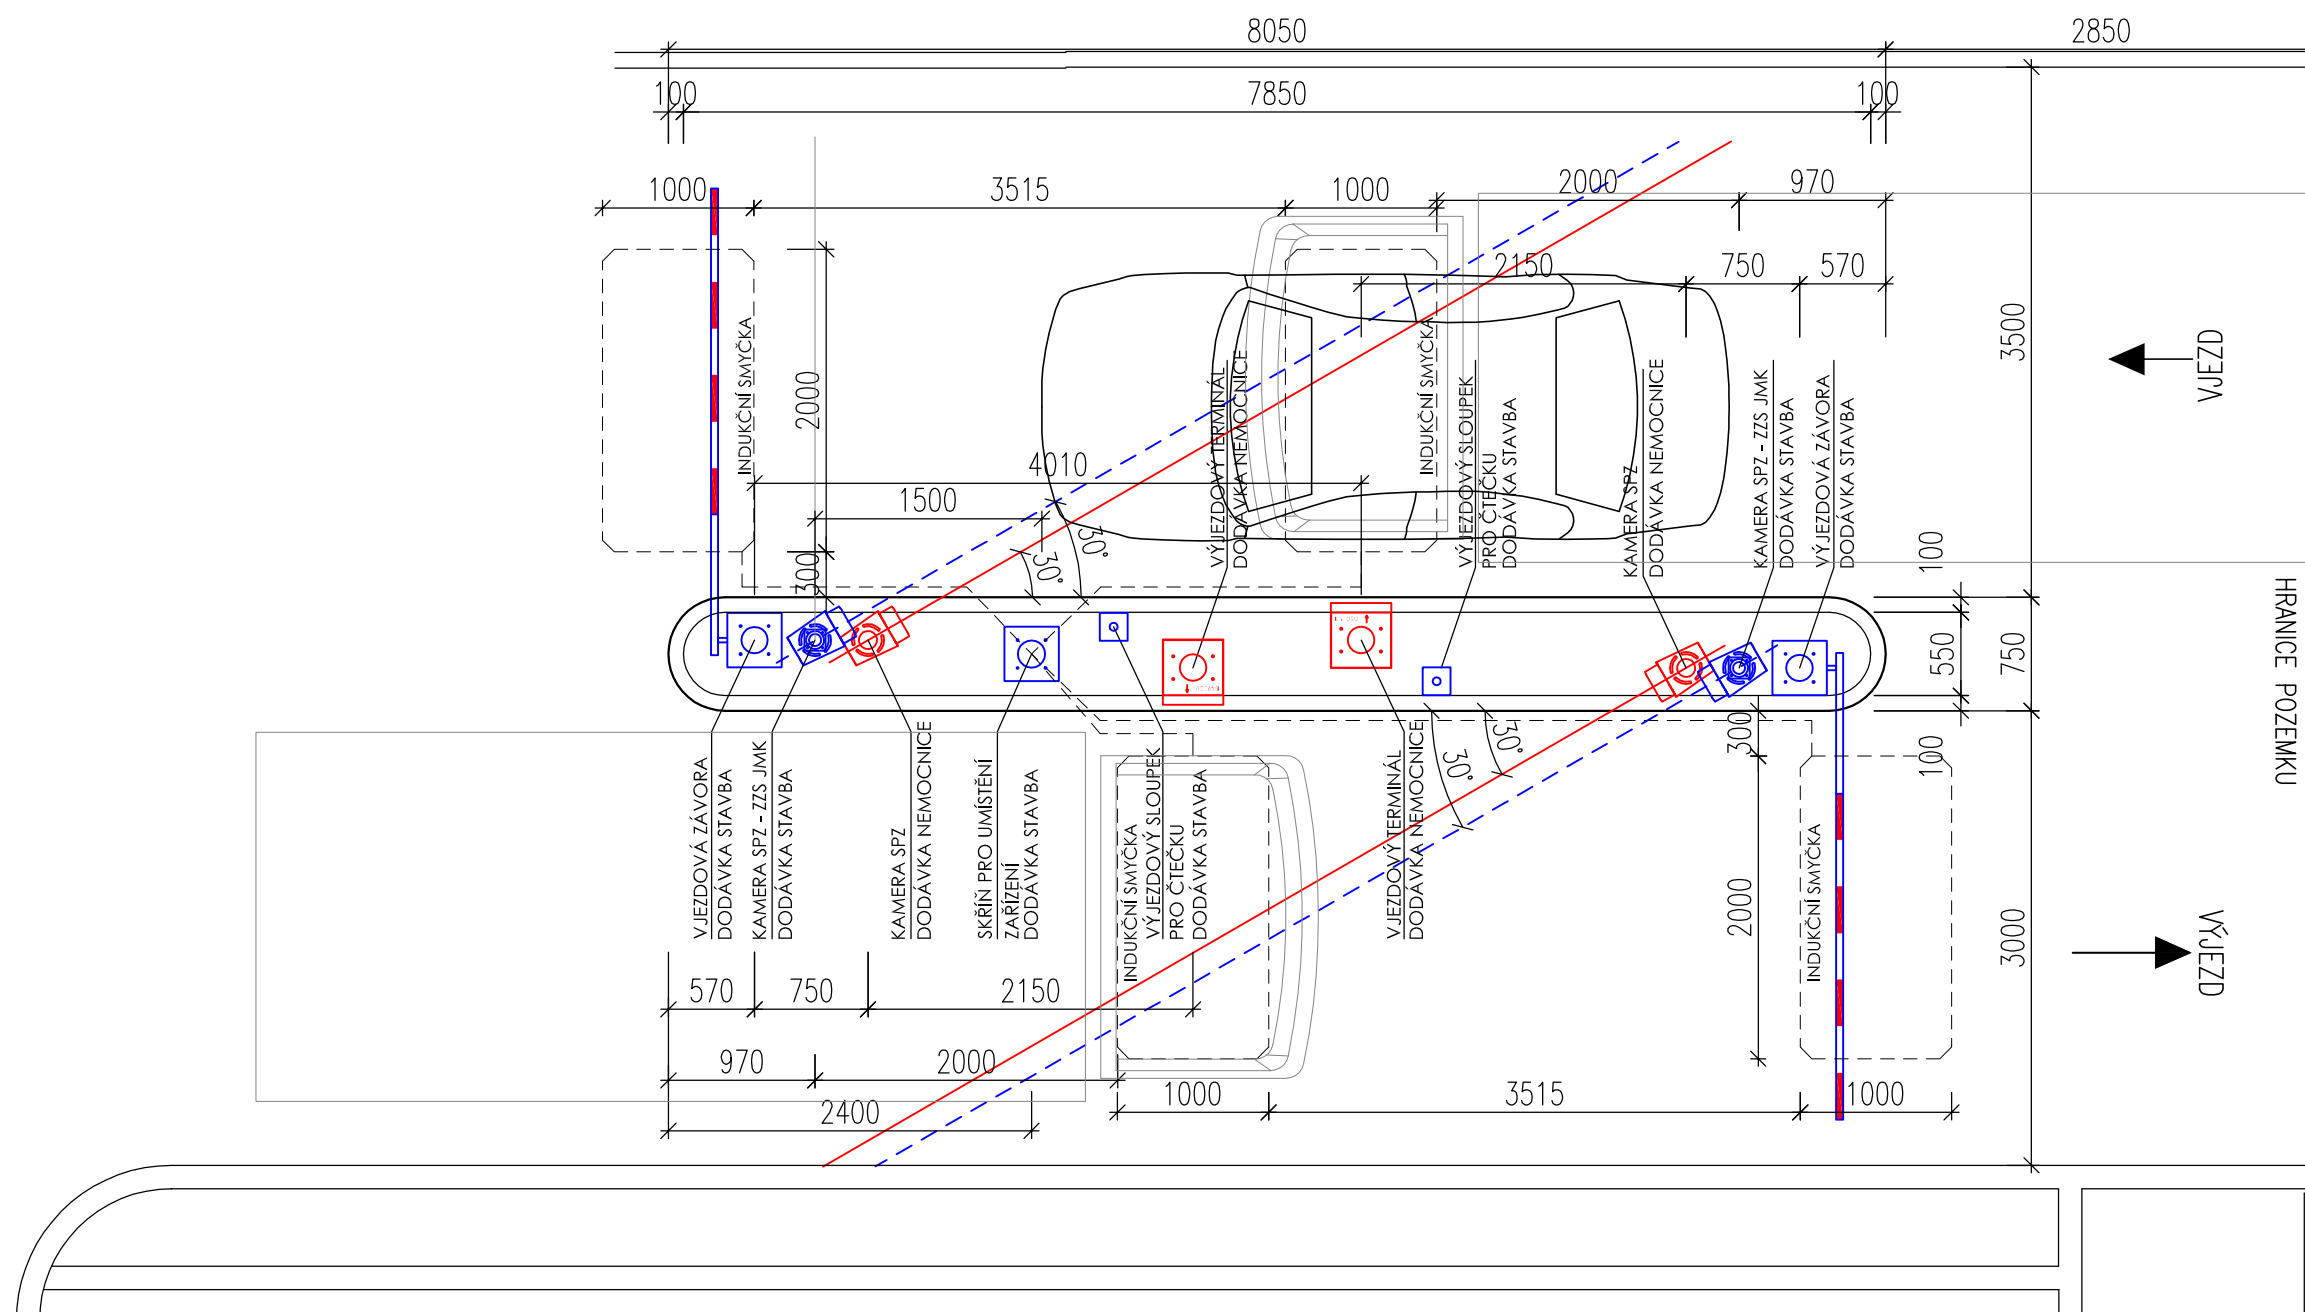 8050
2850
100
7850
100
1000
3515
1000
2000
970
2150
750
570
3500
VJEZD
INDUKČNÍ SMYČKA
2000
300
4010
1500
30°
30°
VÝJEZDOVÝ TERMINÁL
DODÁVKA NEMOCNICE
INDUKČNÍ SMYČKA
VÝJEZDOVÝ SLOUPEK
PRO ČTEČKU
DODÁVKA STAVBA
KAMERA SPZ
DODÁVKA NEMOCNICE
KAMERA SPZ - ZZS JMK
DODÁVKA STAVBA
VÝJEZDOVÁ ZÁVORA
DODÁVKA STAVBA
100
550
750
100
HRANICE POZEMKU
VJEZDOVÁ ZÁVORA
DODÁVKA STAVBA
KAMERA SPZ - ZZS JMK
DODÁVKA STAVBA
KAMERA SPZ
DODÁVKA NEMOCNICE
SKŘÍŇ PRO UMÍSTĚNÍ
ZAŘÍZENÍ
DODÁVKA STAVBA
INDUKČNÍ SMYČKA
VÝJEZDOVÝ SLOUPEK
PRO ČTEČKU
DODÁVKA STAVBA
VJEZDOVÝ TERMINÁL
DODÁVKA NEMOCNICE
30°
30°
300
2000
INDUKČNÍ SMYČKA
3000
VÝJEZD
570
750
2150
970
2000
2400
1000
3515
1000